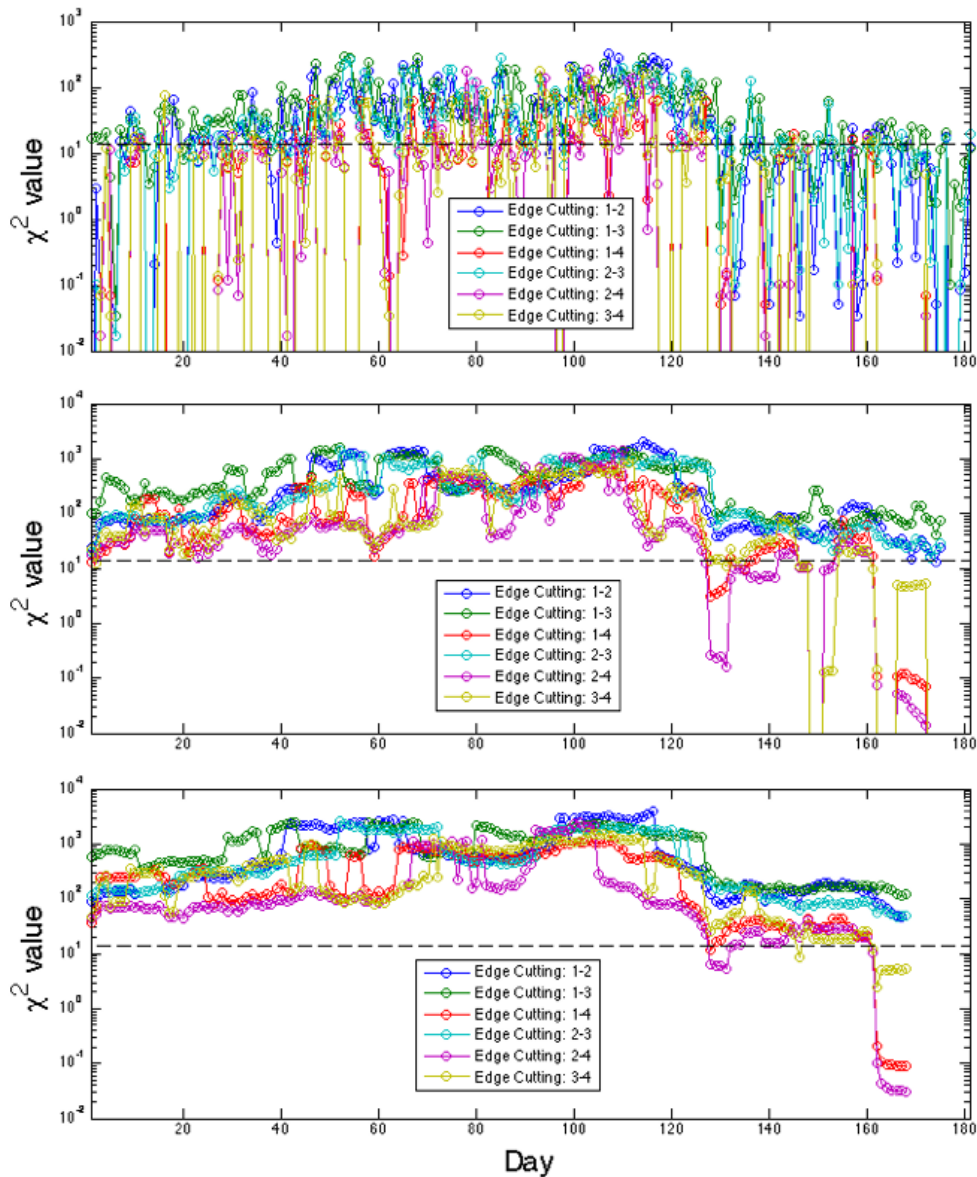 χ² value
10³
10²
10¹
10⁰
10⁻¹
10⁻²
20 40 60 80 100 120 140 160 180
Edge Cutting: 1-2
Edge Cutting: 1-3
Edge Cutting: 1-4
Edge Cutting: 2-3
Edge Cutting: 2-4
Edge Cutting: 3-4
χ² value
10⁴
10³
10²
10¹
10⁰
10⁻¹
10⁻²
20 40 60 80 100 120 140 160 180
Edge Cutting: 1-2
Edge Cutting: 1-3
Edge Cutting: 1-4
Edge Cutting: 2-3
Edge Cutting: 2-4
Edge Cutting: 3-4
χ² value
10⁴
10³
10²
10¹
10⁰
10⁻¹
10⁻²
20 40 60 80 100 120 140 160 180
Edge Cutting: 1-2
Edge Cutting: 1-3
Edge Cutting: 1-4
Edge Cutting: 2-3
Edge Cutting: 2-4
Edge Cutting: 3-4
Day